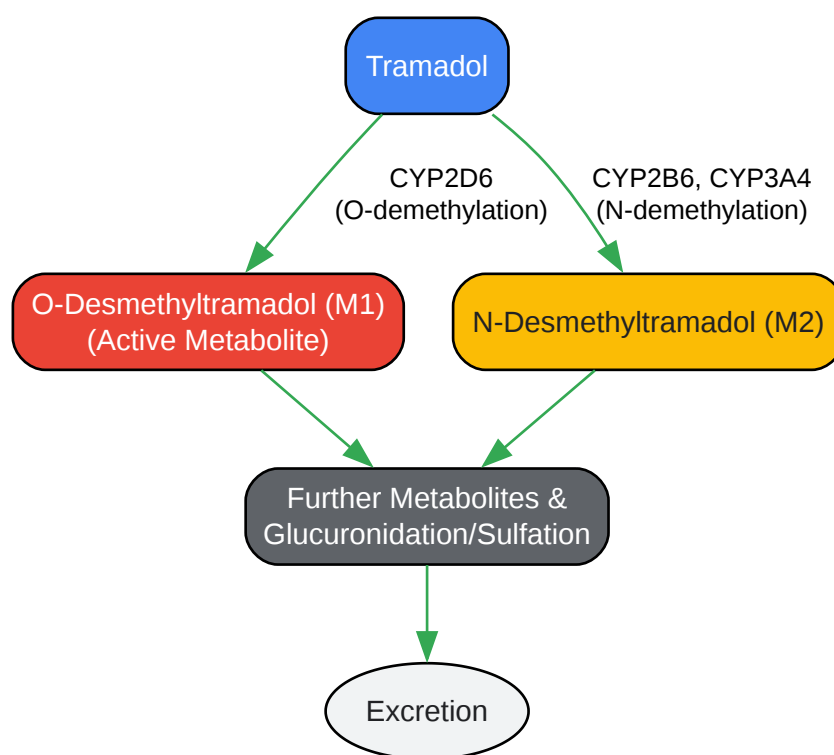 Tramadol
CYP2D6
(O-demethylation)
CYP2B6, CYP3A4
(N-demethylation)
O-Desmethyltramadol (M1)
(Active Metabolite)
N-Desmethyltramadol (M2)
Further Metabolites &
Glucuronidation/Sulfation
Excretion